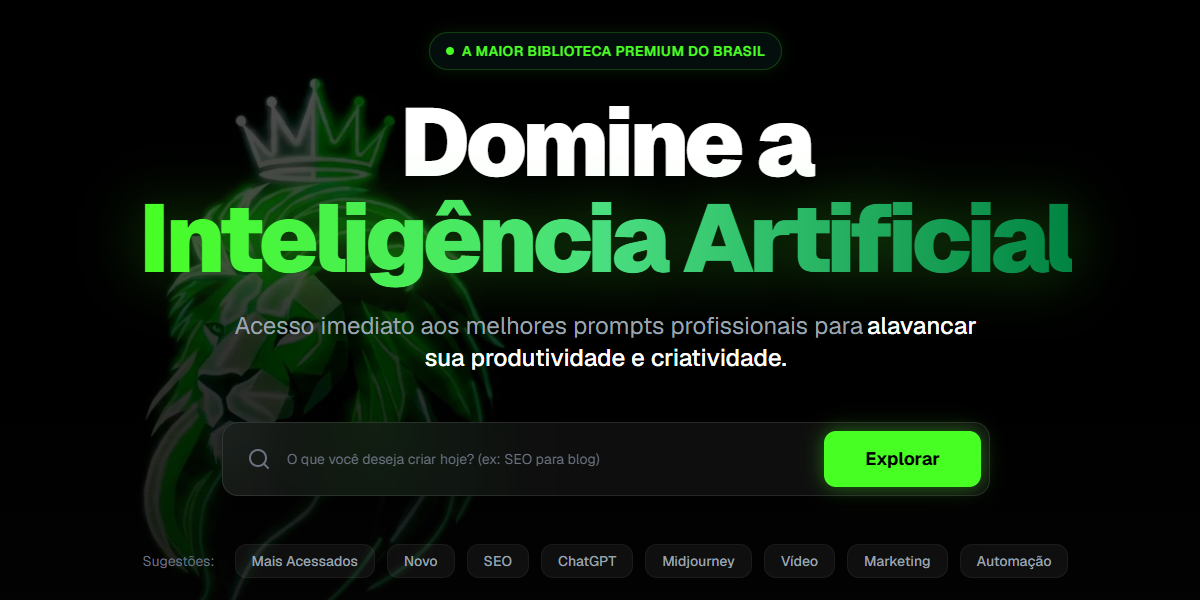 A MAIOR BIBLIOTECA PREMIUM DO BRASIL
Domine a
Inteligência Artificial
Acesso imediato aos melhores prompts profissionais para alavancar
sua produtividade e criatividade.
O que você deseja criar hoje? (ex: SEO para blog)
Explorar
Sugestões: Mais Acessados Novo SEO ChatGPT Midjourney Vídeo Marketing Automação